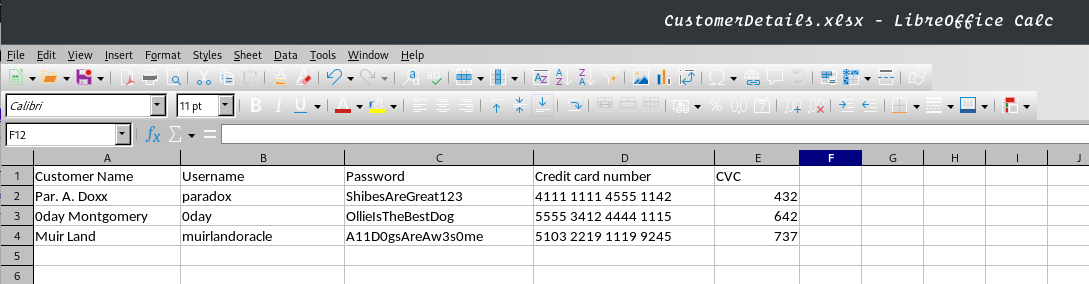 CustomerDetails.xlsx - LibreOffice Calc
File Edit View Insert Format Styles Sheet Data Tools Window Help
Calibri 11 pt
F12
A B C D E F G H I J
1 Customer Name Username Password Credit card number CVC
2 Par. A. Doxx paradox ShibesAreGreat123 4111 1111 4555 1142 432
3 0day Montgomery 0day OllieIsTheBestDog 5555 3412 4444 1115 642
4 Muir Land muirlandoracle A11D0gsAreAw3s0me 5103 2219 1119 9245 737
5
6